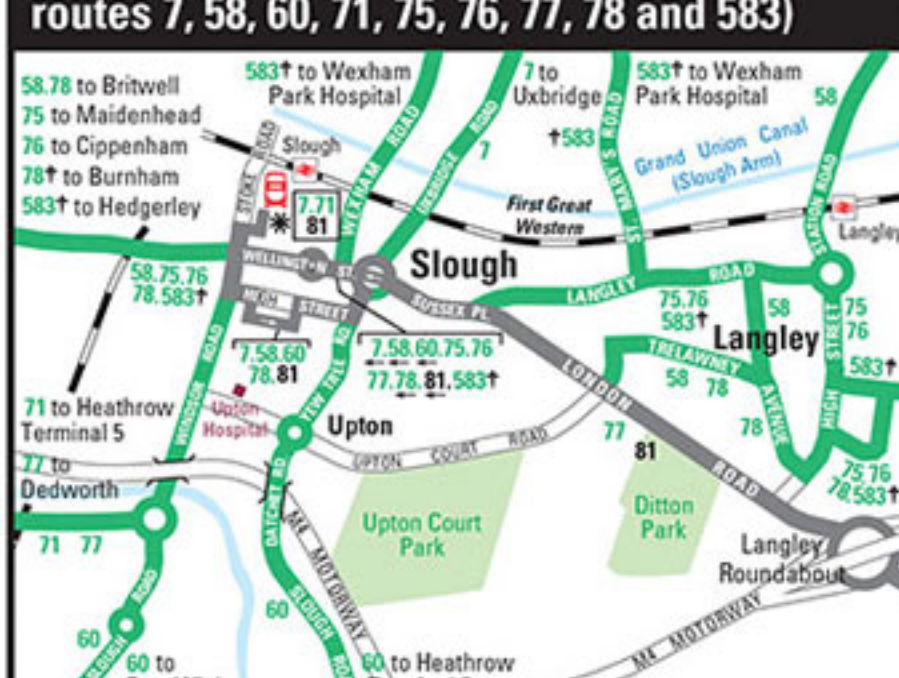 routes 7, 58, 60, 71, 75, 76, 77, 78 and 583)
58.78 to Britwell
75 to Maidenhead
76 to Cippenham
78† to Burnham
583† to Hedgerley
583† to Wexham
Park Hospital
7 to
Uxbridge
583† to Wexham
Park Hospital
58
†583
7
STOKE ROAD
Slough
WEXHAM ROAD
UXBRIDGE ROAD
ST MARY'S ROAD
Grand Union Canal
(Slough Arm)
STATION ROAD
First Great
Western
Langley
7.71
81
WELLINGTON ST
Slough
58.75.76
78.583†
HIGH STREET
SUSSEX PL
LANGLEY ROAD
75.76
583†
58
75
76
Langley
HIGH STREET
583†
7.58.60
78.81
7.58.60.75.76
77.78.81.583†
TRELAWNEY AVENUE
58 78
78
WINDSOR ROAD
YEW TREE RD
LONDON ROAD
71 to Heathrow
Terminal 5
Upton
Hospital
Upton
UPTON COURT ROAD
77
81
75.76
78.583†
77 to
Dedworth
71 77
DATCHET RD
M4 MOTORWAY
Upton Court
Park
Ditton
Park
Langley
Roundabout
60
SLOUGH ROAD
60
SLOUGH ROAD
M4 MOTORWAY
60 to
60 to Heathrow